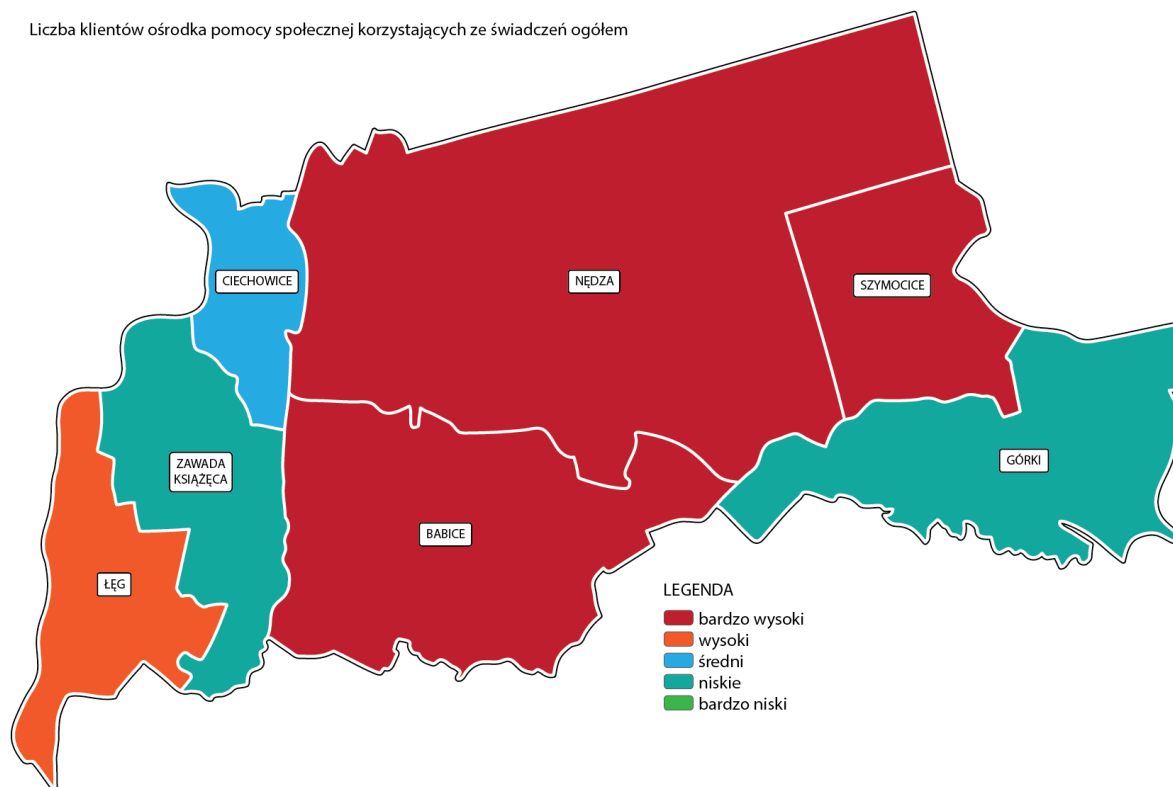 Liczba klientów ośrodka pomocy społecznej korzystających ze świadczeń ogółem
CIECHOWICE
NĘDZA
SZYMOCICE
ZAWADA
KSIĄŻĘCA
GÓRKI
BABICE
ŁĘG
LEGENDA
bardzo wysoki
wysoki
średni
niskie
bardzo niski